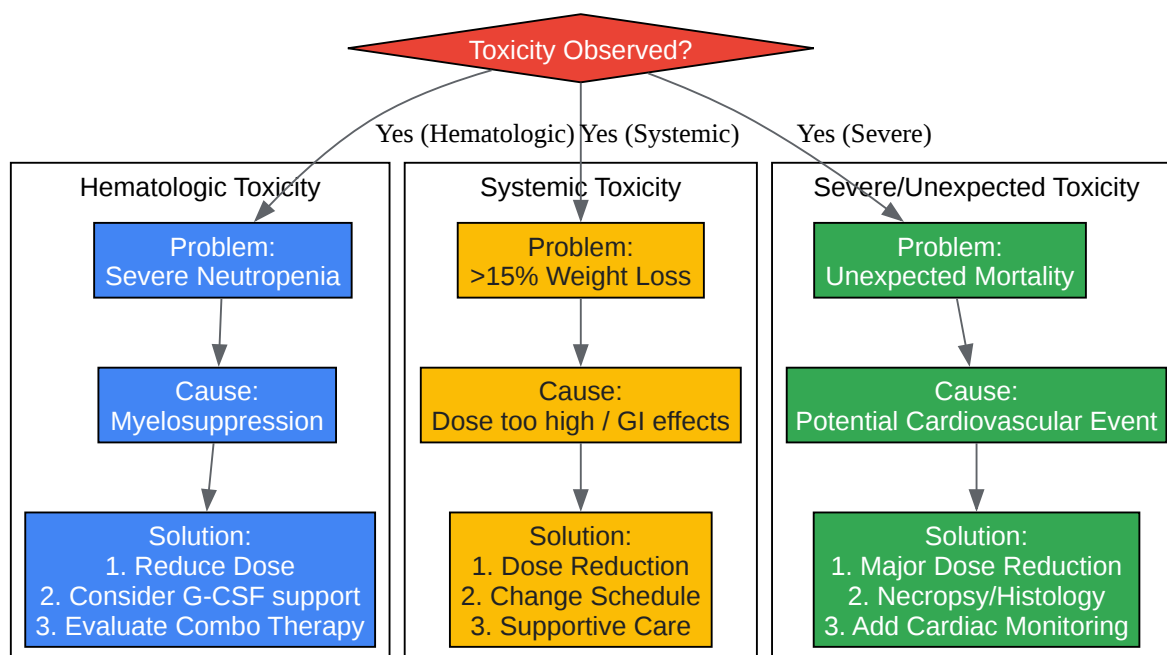 Toxicity Observed?
Yes (Hematologic)
Yes (Systemic)
Yes (Severe)
Hematologic Toxicity
Problem:
Severe Neutropenia
Cause:
Myelosuppression
Solution:
1. Reduce Dose
2. Consider G-CSF support
3. Evaluate Combo Therapy
Systemic Toxicity
Problem:
>15% Weight Loss
Cause:
Dose too high / GI effects
Solution:
1. Dose Reduction
2. Change Schedule
3. Supportive Care
Severe/Unexpected Toxicity
Problem:
Unexpected Mortality
Cause:
Potential Cardiovascular Event
Solution:
1. Major Dose Reduction
2. Necropsy/Histology
3. Add Cardiac Monitoring